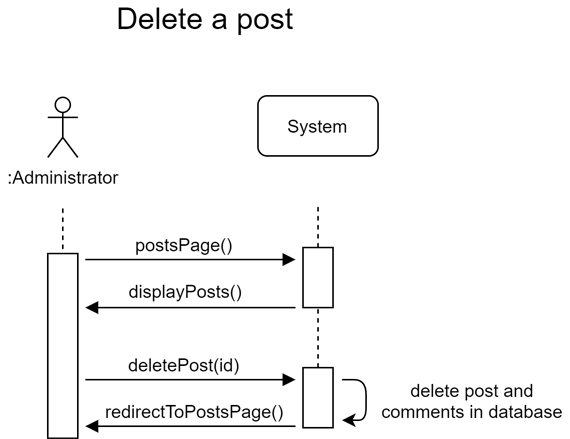 Delete a post
System
:Administrator
postsPage()
displayPosts()
deletePost(id)
delete post and
comments in database
redirectToPostsPage()